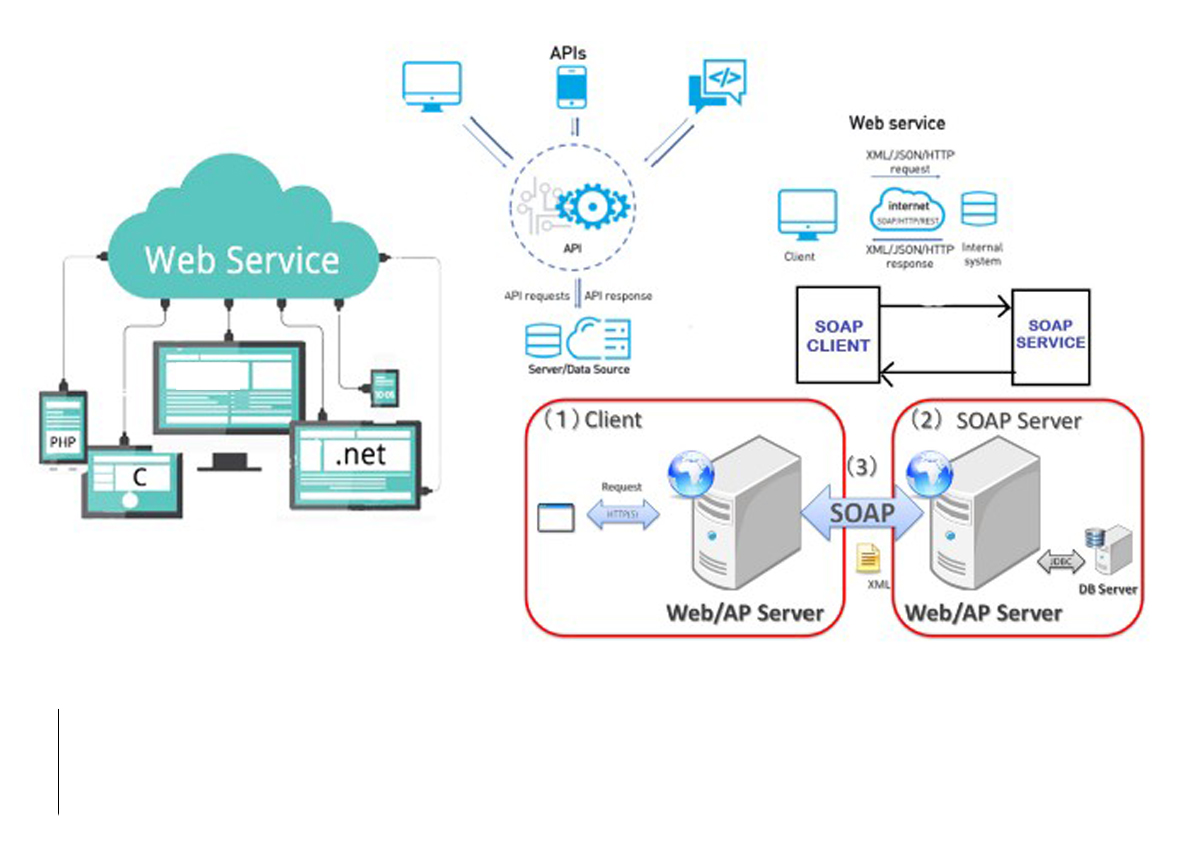 Web Service
PHP
C
.net
10:05
APIs
API
API requests
API response
Server/Data Source
Web service
XML/JSON/HTTP
request
internet
SOAP/HTTP/REST
Client
XML/JSON/HTTP
response
Internal
system
SOAP
CLIENT
SOAP
SERVICE
(1) Client
Request
HTTP(S)
Web/AP Server
(3)
SOAP
XML
(2) SOAP Server
Web/AP Server
JDBC
DB Server